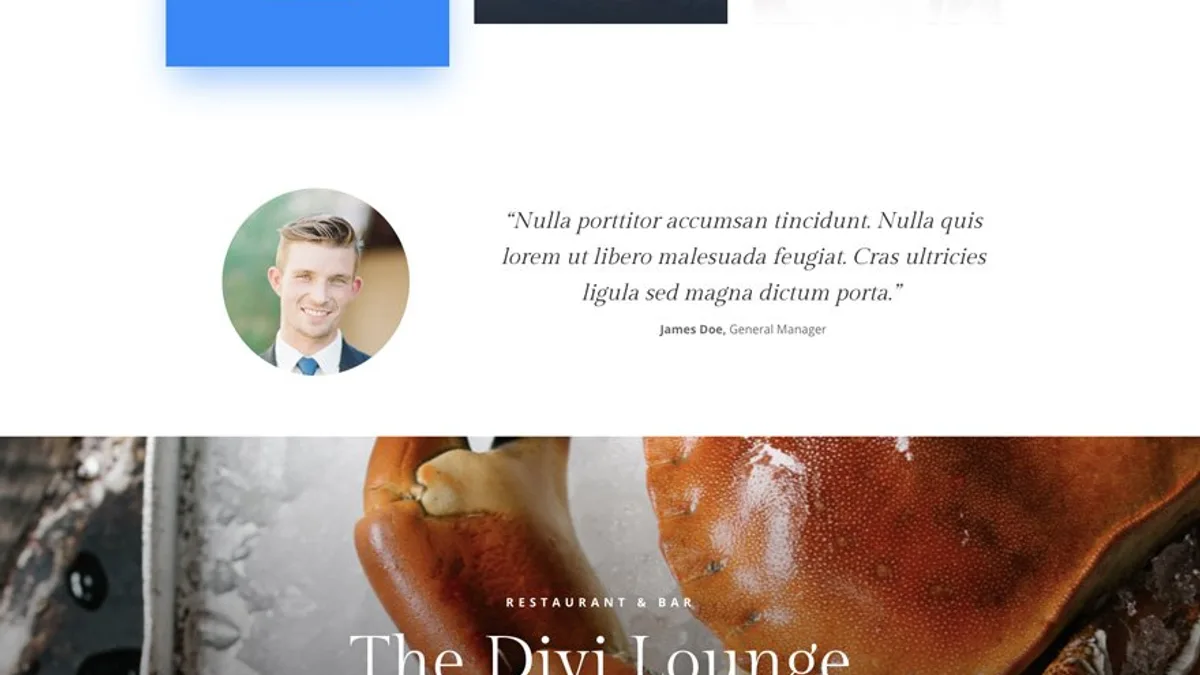 “Nulla porttitor accumsan tincidunt. Nulla quis
lorem ut libero malesuada feugiat. Cras ultricies
ligula sed magna dictum porta.”
James Doe, General Manager
RESTAURANT & BAR
The Divi Lounge